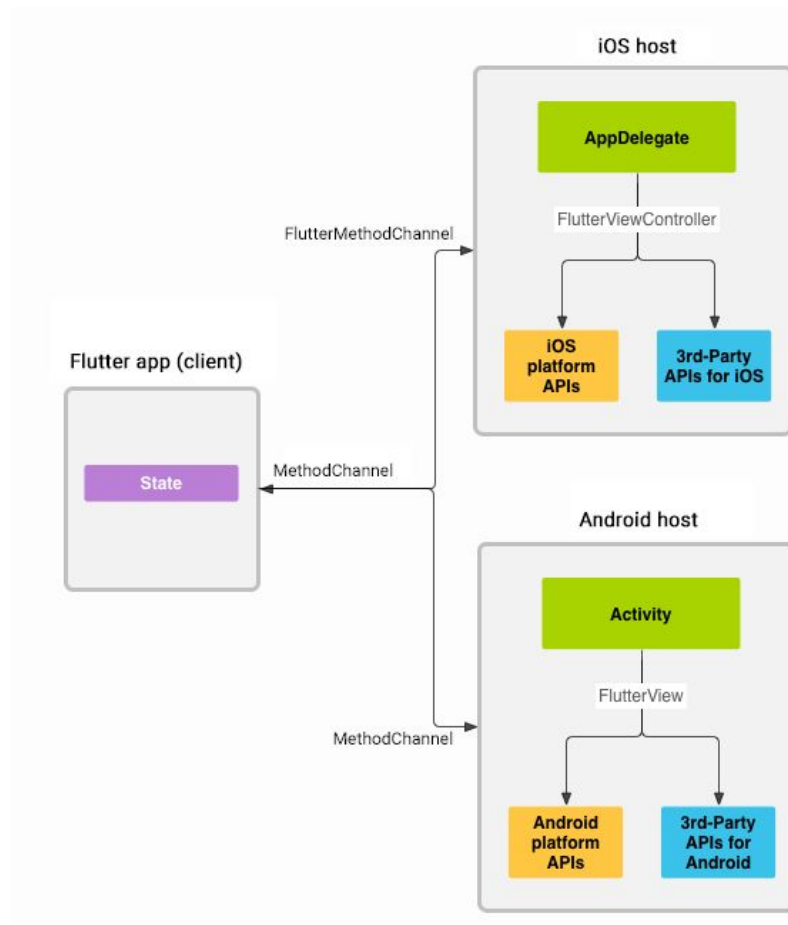 iOS host
AppDelegate
FlutterViewController
FlutterMethodChannel
iOS
platform
APIs
3rd-Party
APIs for iOS
Flutter app (client)
State
MethodChannel
Android host
Activity
FlutterView
MethodChannel
Android
platform
APIs
3rd-Party
APIs for
Android